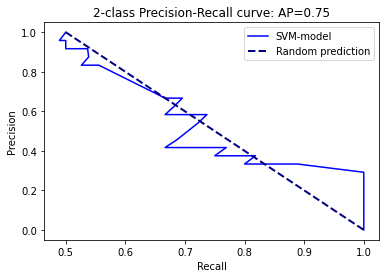 2-class Precision-Recall curve: AP=0.75
SVM-model
Random prediction
Precision
1.0
0.8
0.6
0.4
0.2
0.0
0.5 0.6 0.7 0.8 0.9 1.0
Recall